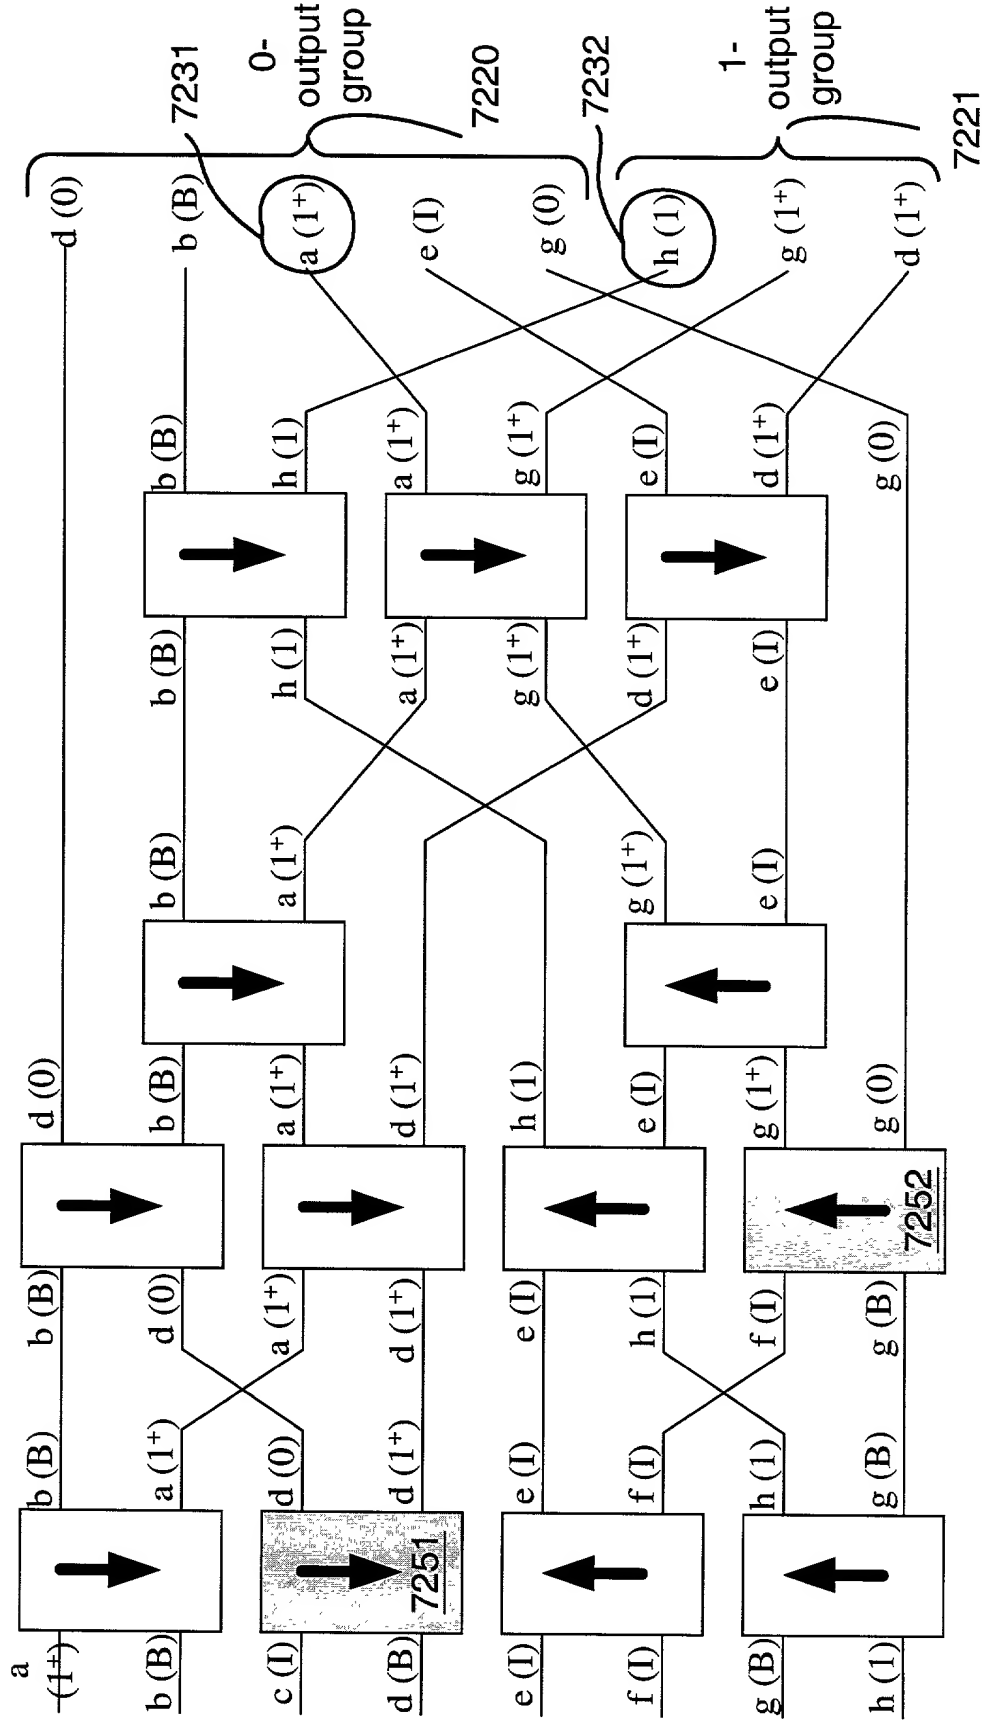 a
(1+)
b (B)
b (B)
d (0)
d (0)
b (B)
a (1+)
d (0)
b (B)
b (B)
b (B)
b (B)
b (B)
7231
c (I)
d (0)
a (1+)
a (1+)
a (1+)
h (1)
h (1)
a (1+)
0-
output
group
d (B)
7251
d (1+)
d (1+)
d (1+)
a (1+)
a (1+)
e (I)
7220
e (I)
e (I)
e (I)
h (1)
g (1+)
g (1+)
g (0)
7232
f (I)
f (I)
h (1)
e (I)
g (1+)
d (1+)
e (I)
h (1)
g (B)
h (1)
f (I)
g (1+)
e (I)
e (I)
d (1+)
g (1+)
1-
output
group
h (1)
g (B)
g (B)
7252
g (0)
g (0)
d (1+)
7221